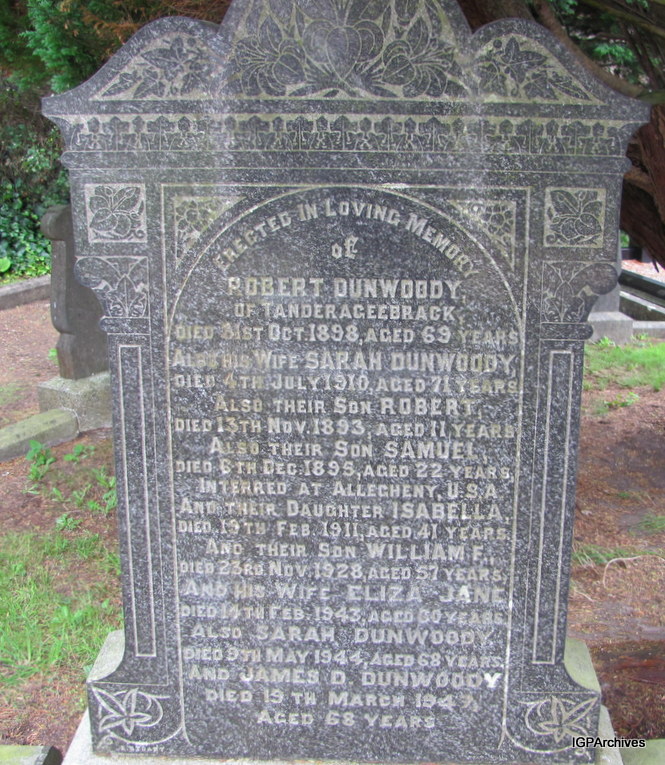 ERECTED IN LOVING MEMORY
of
ROBERT DUNWOODY,
OF TANDERAGEEBRACK,
DIED 31ST OCT. 1898, AGED 69 YEARS
ALSO HIS WIFE SARAH DUNWOODY,
DIED 4TH JULY 1910, AGED 71 YEARS.
ALSO THEIR SON ROBERT,
DIED 13TH NOV. 1893, AGED 11 YEARS.
ALSO THEIR SON SAMUEL,
DIED 6TH DEC. 1895, AGED 22 YEARS,
INTERRED AT ALLEGHENY, U.S.A
AND THEIR DAUGHTER ISABELLA,
DIED 19TH FEB. 1911, AGED 41 YEARS.
AND THEIR SON WILLIAM F.,
DIED 23RD NOV. 1928, AGED 57 YEARS,
AND HIS WIFE ELIZA JANE
DIED 14TH FEB. 1943, AGED 80 YEARS.
ALSO SARAH DUNWOODY
DIED 9TH MAY 1944, AGED 68 YEARS.
AND JAMES D. DUNWOODY
DIED 19TH MARCH 1947,
AGED 68 YEARS
IGPArchives